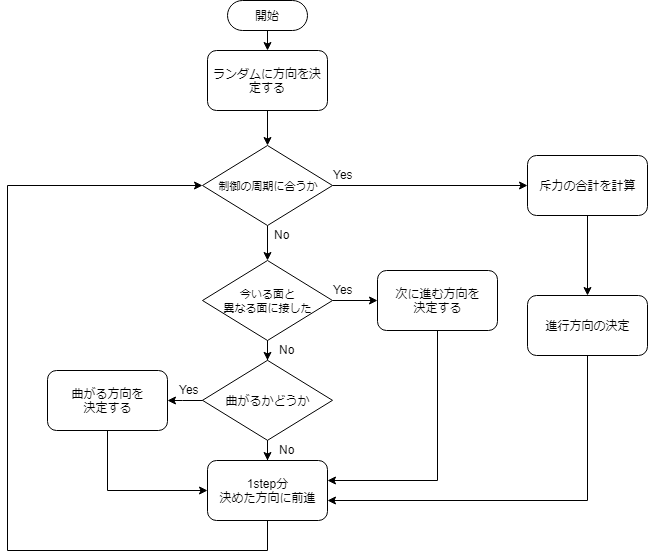 開始
ランダムに方向を決
定する
制御の周期に合うか
Yes
斥力の合計を計算
No
今いる面と
異なる面に接した
Yes
次に進む方向を
決定する
進行方向の決定
No
曲がる方向を
決定する
Yes
曲がるかどうか
No
1step分
決めた方向に前進